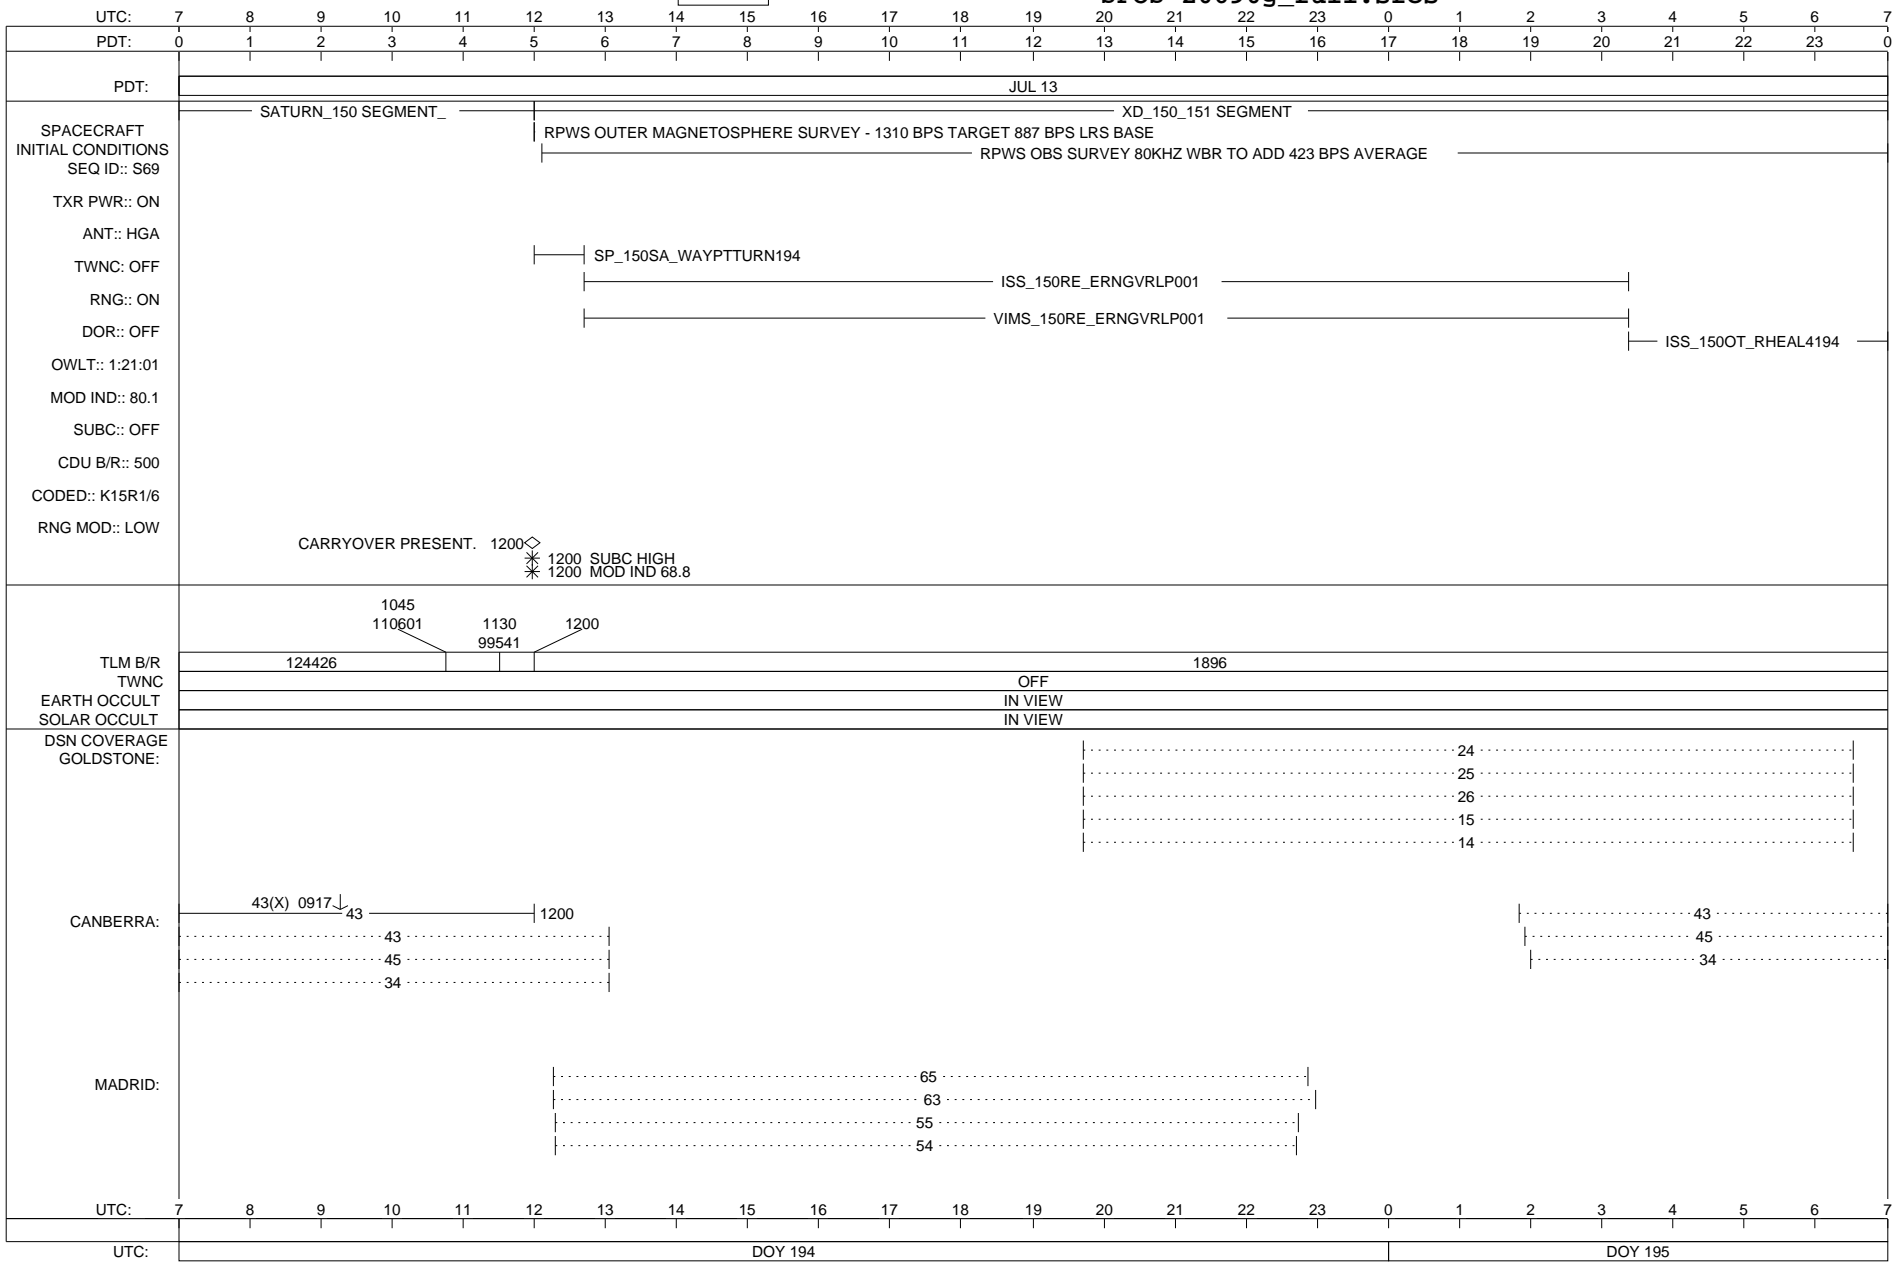 UTC: 7 8 9 10 11 12 13 14 15 16 17 18 19 20 21 22 23 0 1 2 3 4 5 6 7
PDT: 0 1 2 3 4 5 6 7 8 9 10 11 12 13 14 15 16 17 18 19 20 21 22 23 0
PDT: JUL 13
SATURN_150 SEGMENT_ XD_150_151 SEGMENT
SPACECRAFT
INITIAL CONDITIONS
RPWS OUTER MAGNETOSPHERE SURVEY - 1310 BPS TARGET 887 BPS LRS BASE
RPWS OBS SURVEY 80KHZ WBR TO ADD 423 BPS AVERAGE
SEQ ID:: S69
TXR PWR:: ON
ANT:: HGA
SP_150SA_WAYPTTURN194
TWNC: OFF
ISS_150RE_ERNGVRLP001
RNG:: ON
VIMS_150RE_ERNGVRLP001
DOR:: OFF
ISS_150OT_RHEAL4194
OWLT:: 1:21:01
MOD IND:: 80.1
SUBC:: OFF
CDU B/R:: 500
CODED:: K15R1/6
RNG MOD:: LOW
CARRYOVER PRESENT. 1200
1200 SUBC HIGH
1200 MOD IND 68.8
1045
110601 1130 1200
99541
TLM B/R 124426 1896
TWNC OFF
EARTH OCCULT IN VIEW
SOLAR OCCULT IN VIEW
DSN COVERAGE
GOLDSTONE:
24
25
26
15
14
CANBERRA:
43(X) 0917
43 1200 43
43 45
45 34
34
MADRID:
65
63
55
54
UTC: 7 8 9 10 11 12 13 14 15 16 17 18 19 20 21 22 23 0 1 2 3 4 5 6 7
UTC: DOY 194 DOY 195